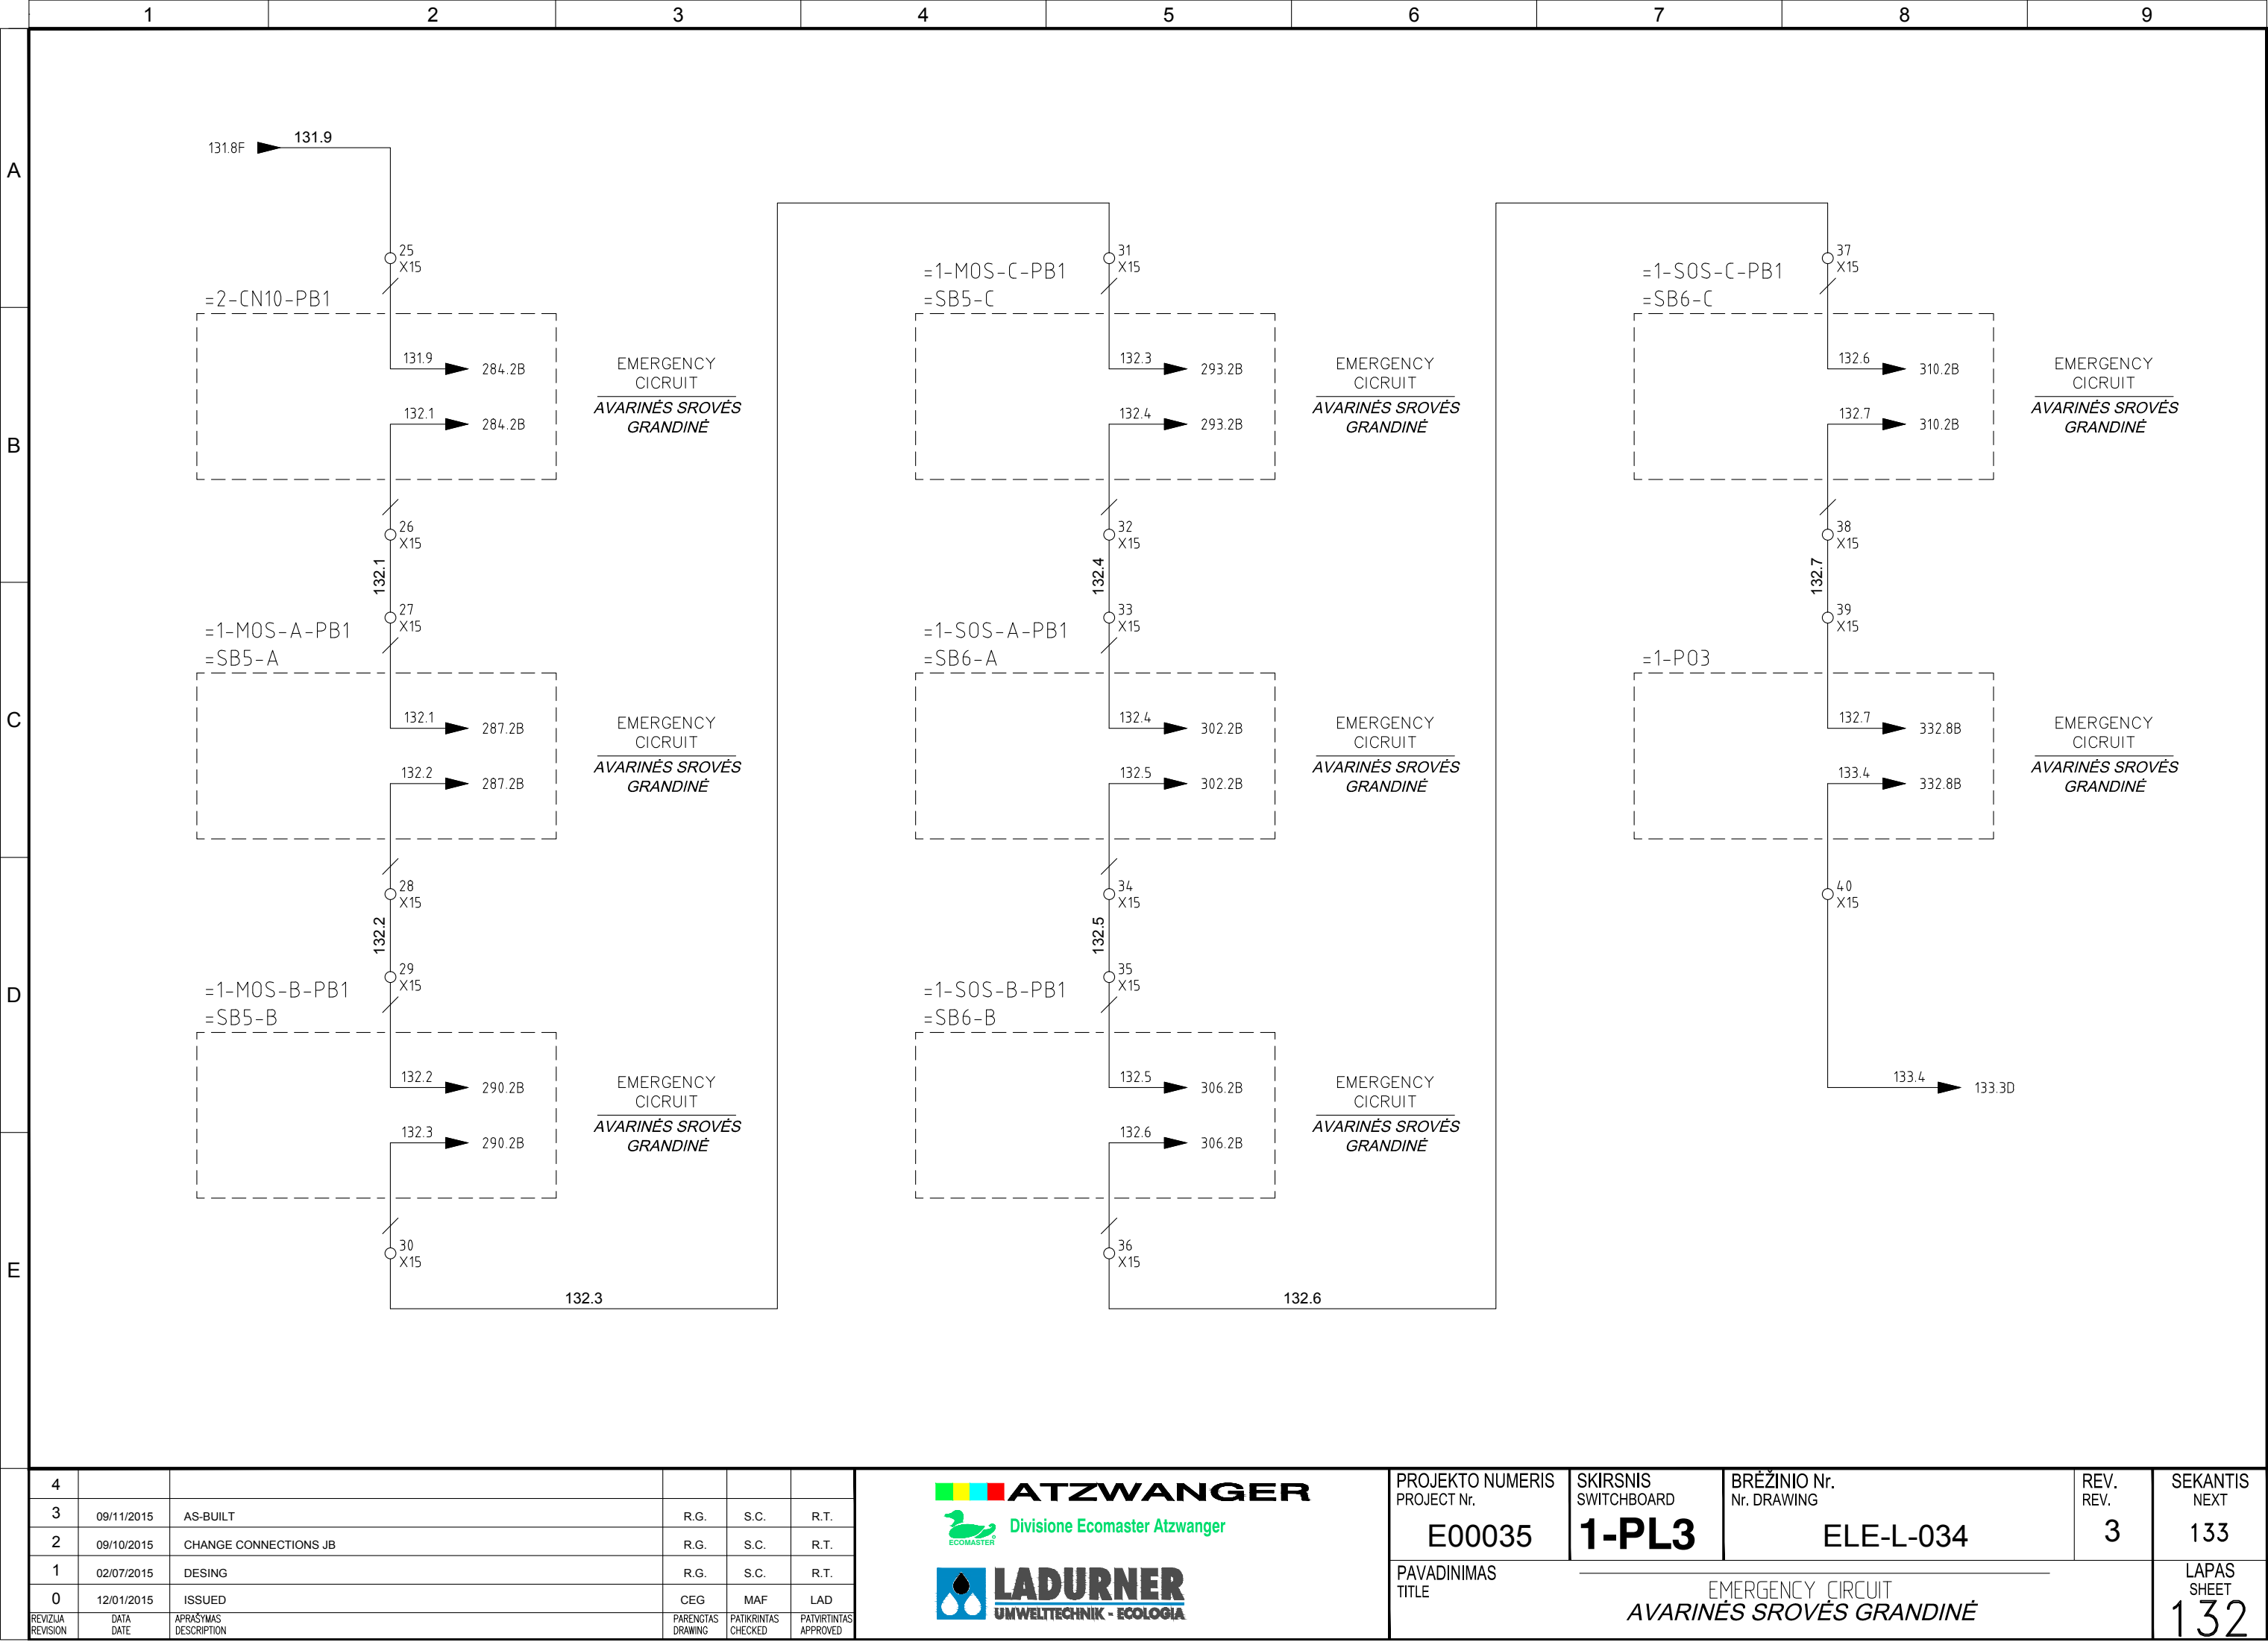 1 2 3 4 5 6 7 8 9
A
B
C
D
E
131.8F 131.9
25
X15
=2-CN10-PB1
131.9 284.2B
132.1 284.2B
EMERGENCY
CICRUIT
AVARINĖS SROVĖS
GRANDINĖ
26
X15
132.1
27
X15
=1-MOS-A-PB1
=SB5-A
132.1 287.2B
132.2 287.2B
EMERGENCY
CICRUIT
AVARINĖS SROVĖS
GRANDINĖ
28
X15
132.2
29
X15
=1-MOS-B-PB1
=SB5-B
132.2 290.2B
132.3 290.2B
EMERGENCY
CICRUIT
AVARINĖS SROVĖS
GRANDINĖ
30
X15
132.3
31
X15
=1-MOS-C-PB1
=SB5-C
132.3 293.2B
132.4 293.2B
EMERGENCY
CICRUIT
AVARINĖS SROVĖS
GRANDINĖ
32
X15
132.4
33
X15
=1-SOS-A-PB1
=SB6-A
132.4 302.2B
132.5 302.2B
EMERGENCY
CICRUIT
AVARINĖS SROVĖS
GRANDINĖ
34
X15
132.5
35
X15
=1-SOS-B-PB1
=SB6-B
132.5 306.2B
132.6 306.2B
EMERGENCY
CICRUIT
AVARINĖS SROVĖS
GRANDINĖ
36
X15
132.6
37
X15
=1-SOS-C-PB1
=SB6-C
132.6 310.2B
132.7 310.2B
EMERGENCY
CICRUIT
AVARINĖS SROVĖS
GRANDINĖ
38
X15
132.7
39
X15
=1-PO3
132.7 332.8B
133.4 332.8B
EMERGENCY
CICRUIT
AVARINĖS SROVĖS
GRANDINĖ
40
X15
133.4 133.3D
4
3 09/11/2015 AS-BUILT R.G. S.C. R.T.
2 09/10/2015 CHANGE CONNECTIONS JB R.G. S.C. R.T.
1 02/07/2015 DESING R.G. S.C. R.T.
0 12/01/2015 ISSUED CEG MAF LAD
REVIZIJA DATA APRAŠYMAS PARENGTAS PATIKRINTAS PATVIRTINTAS
REVISION DATE DESCRIPTION DRAWING CHECKED APPROVED
ATZWANGER
Divisione Ecomaster Atzwanger
ECOMASTER
LADURNER
UMWELTTECHNIK - ECOLOGIA
PROJEKTO NUMERIS
PROJECT Nr.
E00035
SKIRSNIS
SWITCHBOARD
1-PL3
BRĖŽINIO Nr.
Nr. DRAWING
ELE-L-034
REV.
REV.
3
SEKANTIS
NEXT
133
PAVADINIMAS
TITLE
EMERGENCY CIRCUIT
AVARINĖS SROVĖS GRANDINĖ
LAPAS
SHEET
132